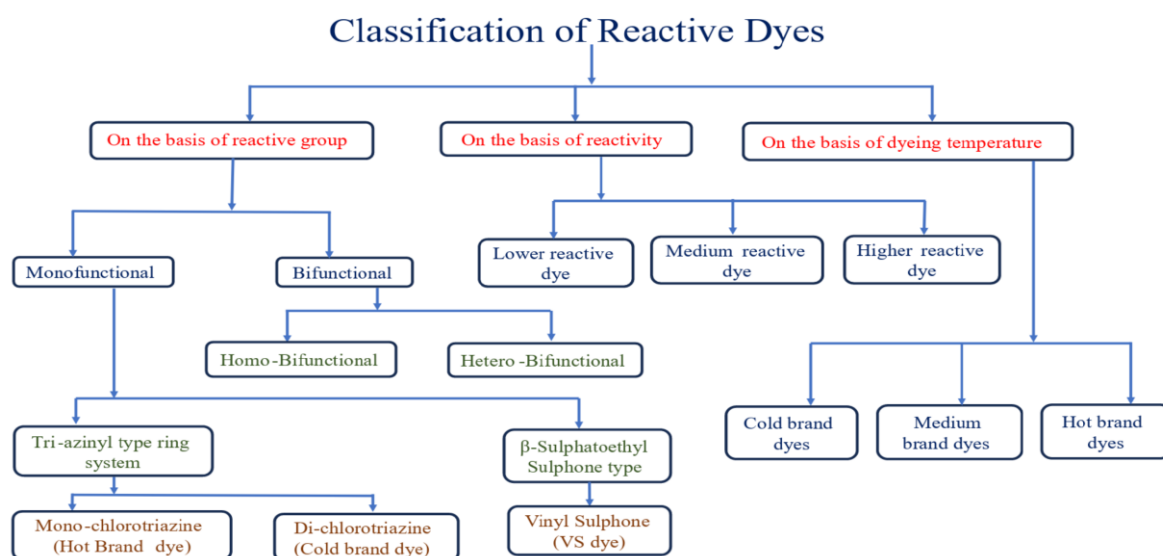 Classification of Reactive Dyes
On the basis of reactive group
On the basis of reactivity
On the basis of dyeing temperature
Monofunctional
Bifunctional
Lower reactive
dye
Medium reactive
dye
Higher reactive
dye
Homo-Bifunctional
Hetero-Bifunctional
Cold brand
dyes
Medium
brand dyes
Hot brand
dyes
Tri-azinyl type ring
system
β-Sulphatoethyl
Sulphone type
Mono-chlorotriazine
(Hot Brand dye)
Di-chlorotriazine
(Cold brand dye)
Vinyl Sulphone
(VS dye)